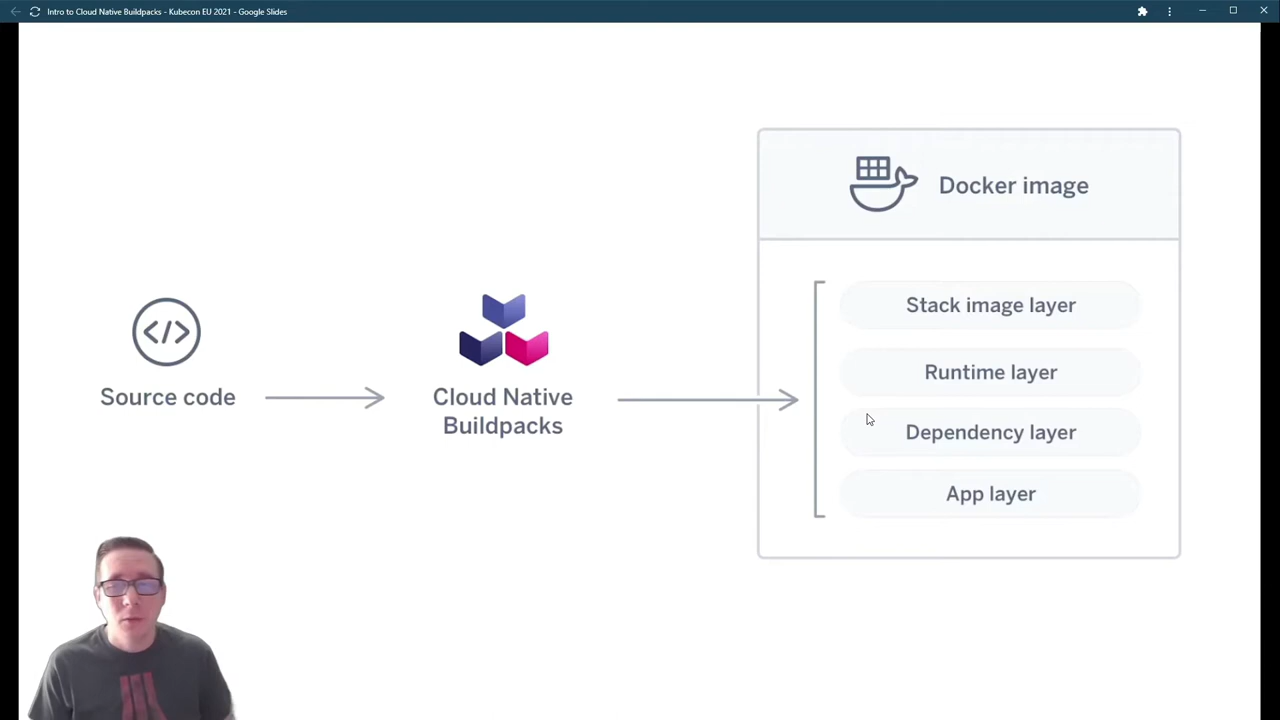 Intro to Cloud Native Buildpacks - Kubecon EU 2021 - Google Slides
Docker image
Stack image layer
Runtime layer
Dependency layer
App layer
Source code
Cloud Native
Buildpacks